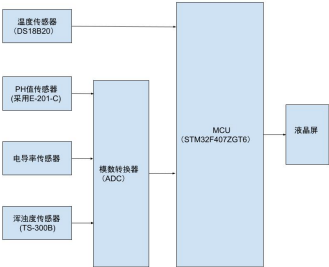 温度传感器
（DS18B20）
PH值传感器
(采用E-201-C)
电导率传感器
浑浊度传感器
(TS-300B)
模数转换器
（ADC）
MCU
（STM32F407ZGT6）
液晶屏